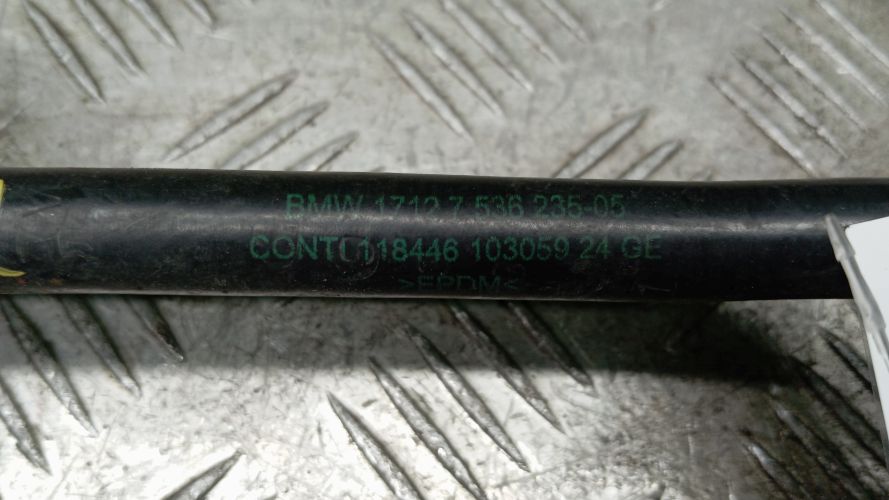 BMW 1712 7 536 235-05
CONTI 118446 103059 24 GE
>EPDM<